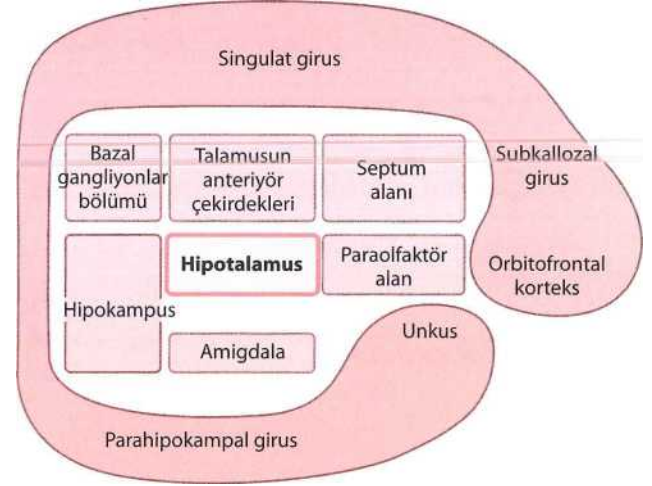 Singulat girus
Bazal
gangliyonlar
bölümü
Talamusun
anteriyör
çekirdekleri
Septum
alanı
Subkallozal
girus
Hipotalamus
Paraolfaktör
alan
Orbitofrontal
korteks
Hipokampus
Amigdala
Unkus
Parahipokampal girus